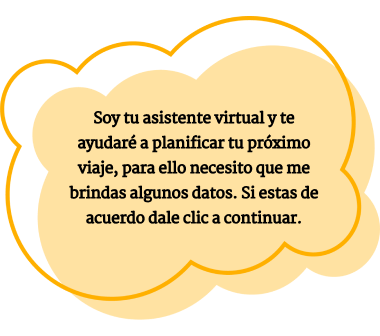 Soy tu asistente virtual y te
ayudaré a planificar tu próximo
viaje, para ello necesito que me
brindas algunos datos. Si estas de
acuerdo dale clic a continuar.